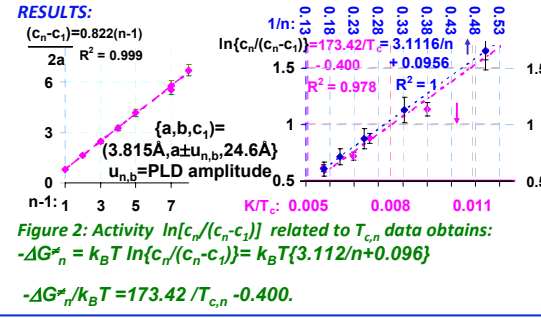 RESULTS:
(cn-c1)=0.822(n-1)
2a
R² = 0.999
6
3
0
n-1: 1 3 5 7
{a,b,c1)=
(3.815Å,a±un,b,24.6Å}
un,b=PLD amplitude
1/n: 0.13 0.18 0.23 0.28 0.33 0.38 0.43 0.48 0.53
ln{cn/(cn-c1)}=173.42/Tc = 3.1116/n
- 0.400 + 0.0956
R² = 0.978 R² = 1
1.5 1.5
1 1
0.5 0.5
K/Tc: 0.005 0.008 0.011
Figure 2: Activity ln[cn/(cn-c1)] related to Tc,n data obtains:
-ΔG≠n = kBT ln{cn/(cn-c1)}= kBT{3.112/n+0.096}
-ΔG≠n/kBT =173.42 /Tc,n -0.400.